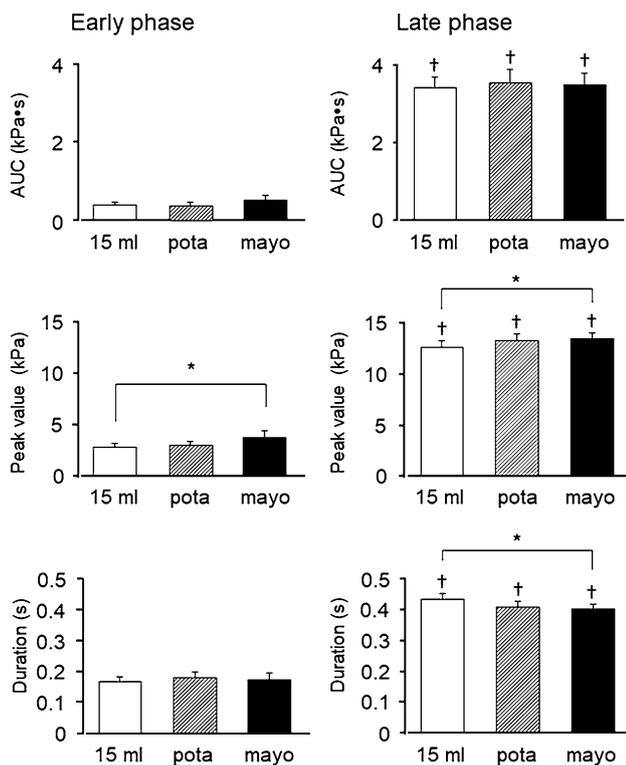 Early phase
Late phase
AUC (kPa•s)
4
2
0
15 ml pota mayo
AUC (kPa•s)
4
2
0
† † †
15 ml pota mayo
Peak value (kPa)
15
10
5
0
*
15 ml pota mayo
Peak value (kPa)
15
10
5
0
*
† † †
15 ml pota mayo
Duration (s)
0.5
0.4
0.3
0.2
0.1
0
15 ml pota mayo
Duration (s)
0.5
0.4
0.3
0.2
0.1
0
*
† † †
15 ml pota mayo